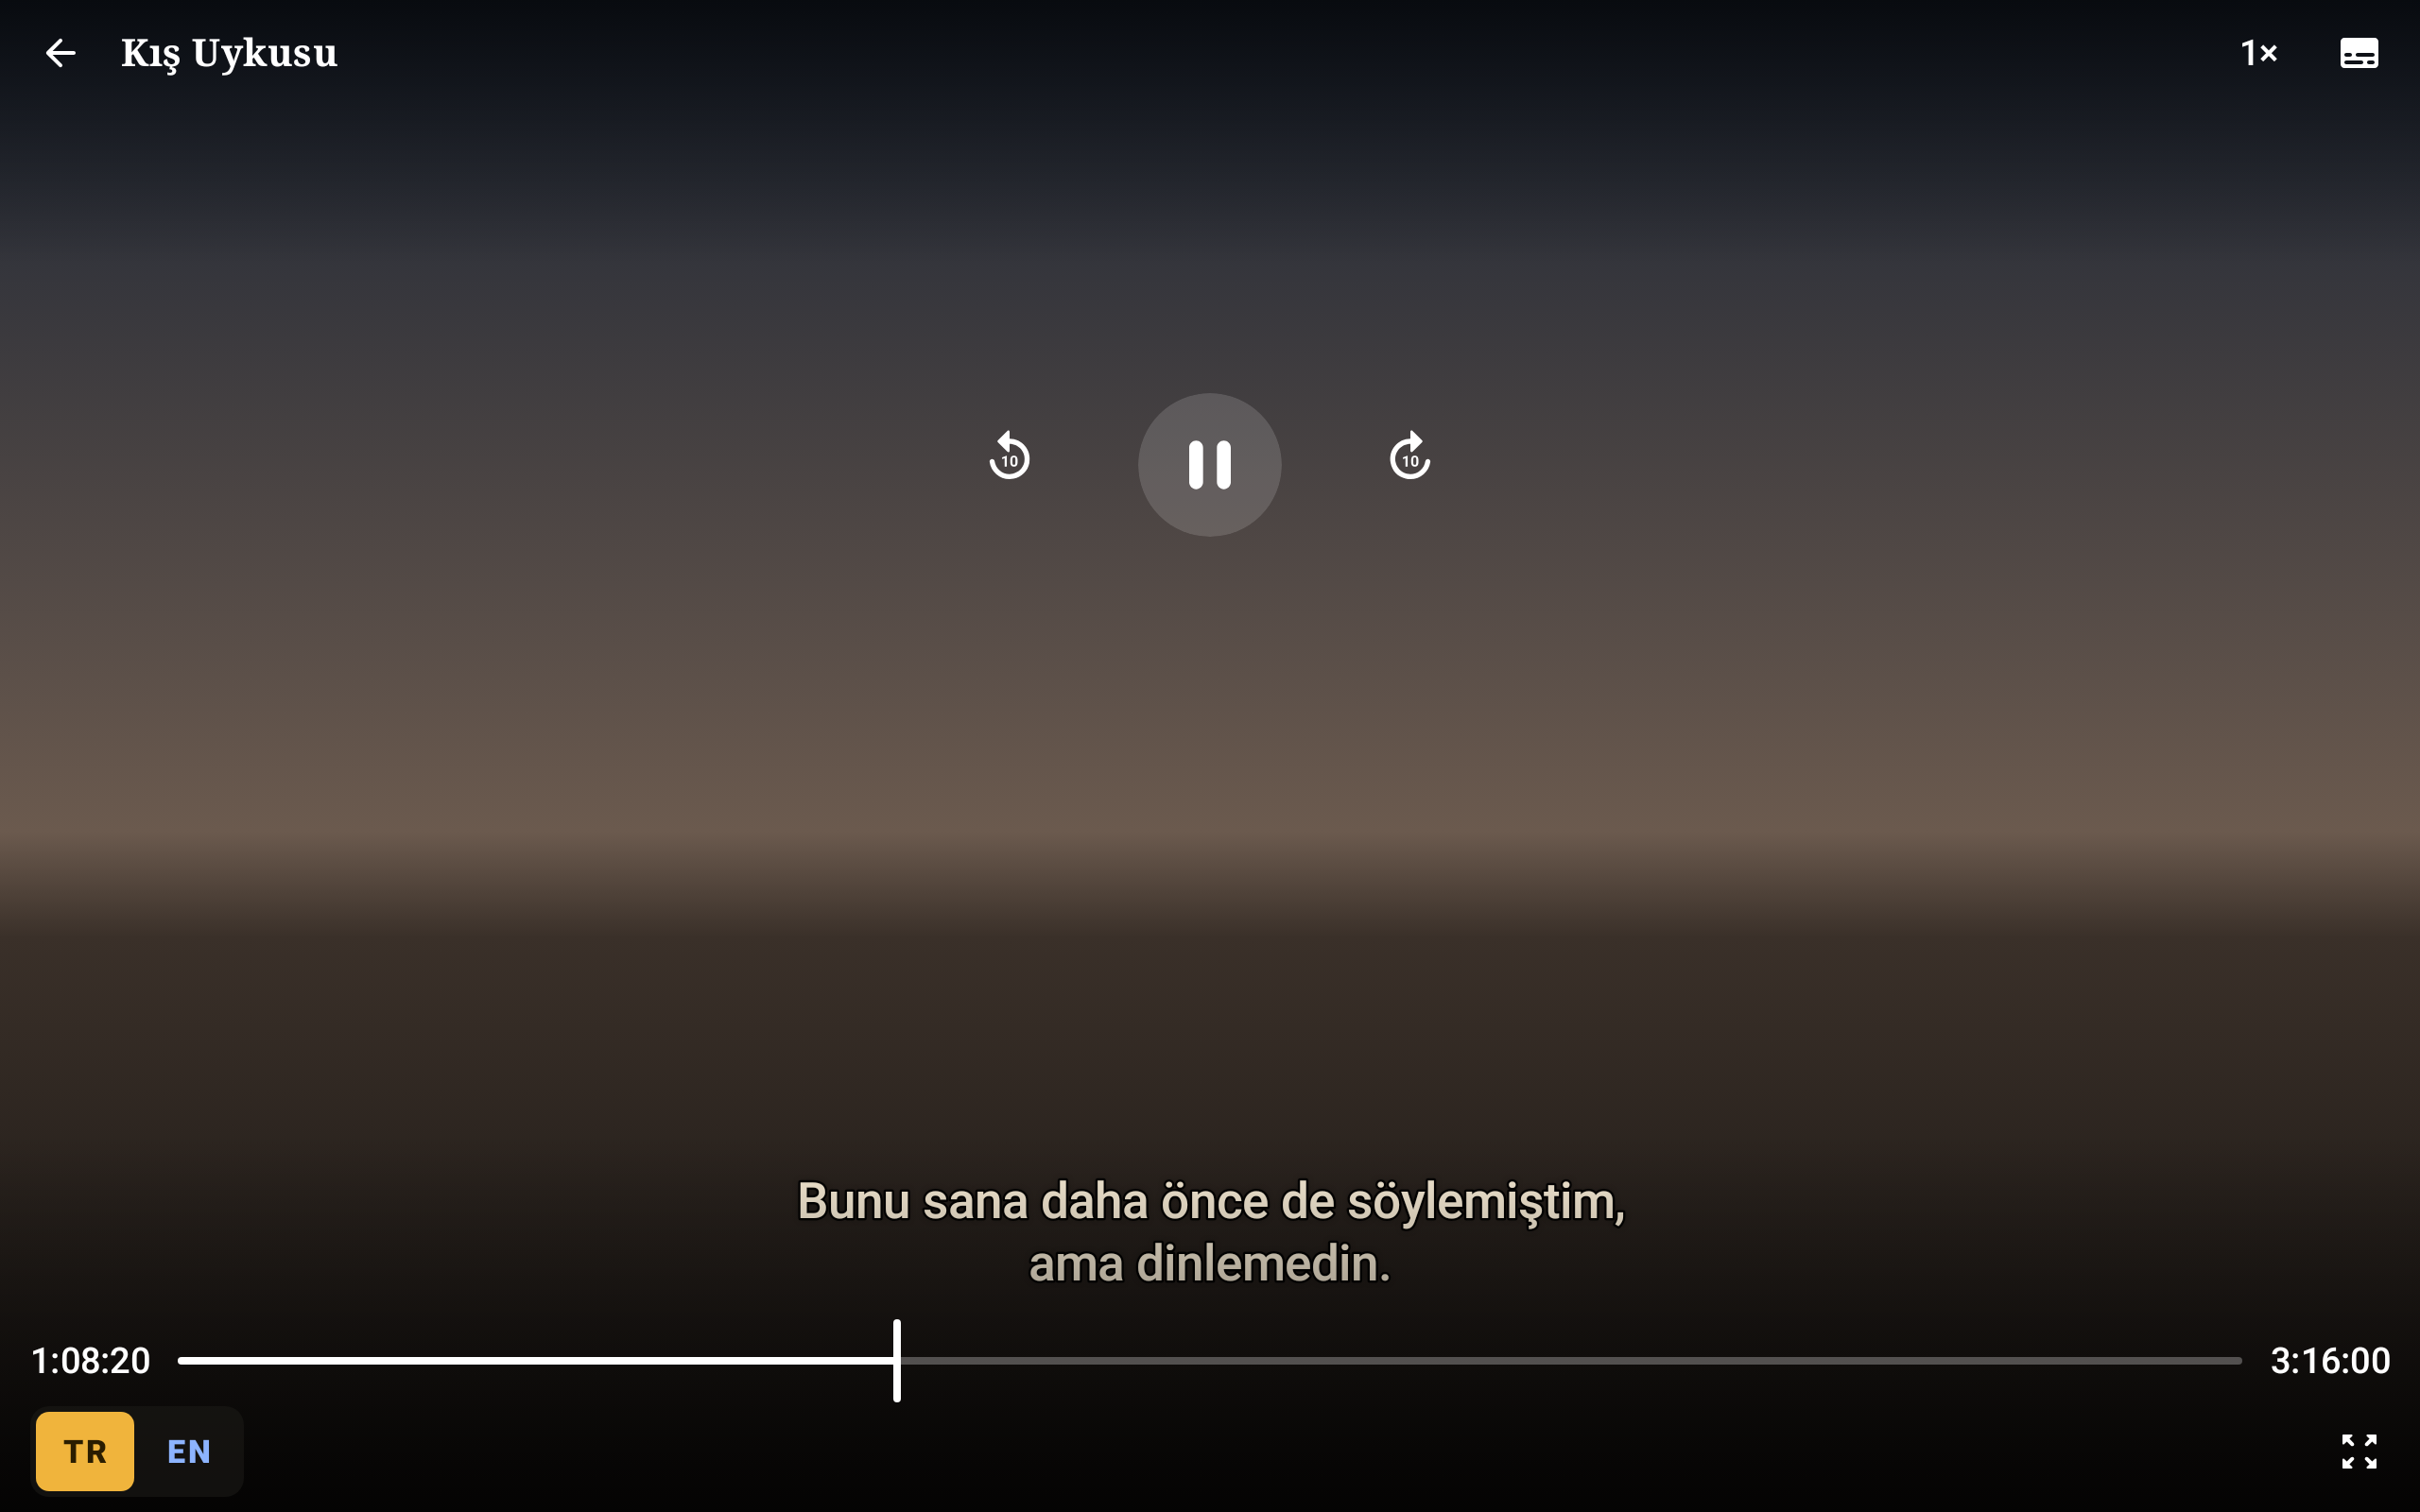 Kış Uykusu
1×
10
10
Bunu sana daha önce de söylemiştim,
ama dinlemedin.
1:08:20
3:16:00
TR
EN